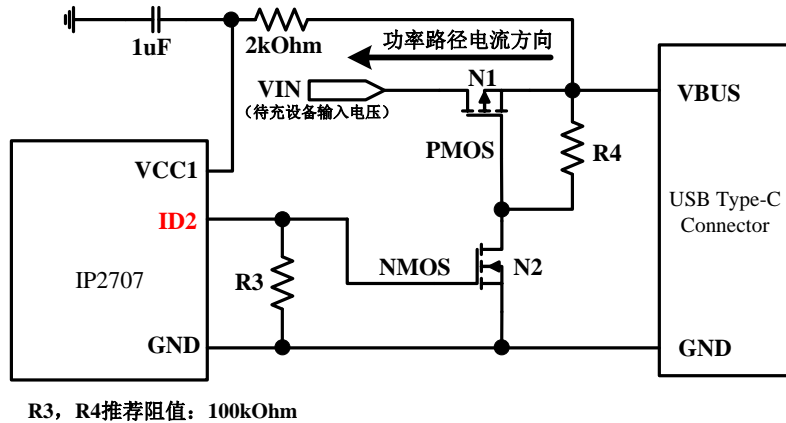 1uF
2kOhm
功率路径电流方向
VIN
（待充设备输入电压）
N1
VBUS
PMOS
R4
VCC1
ID2
USB Type-C
Connector
IP2707
R3
NMOS
N2
GND
GND
R3，R4推荐阻值：100kOhm